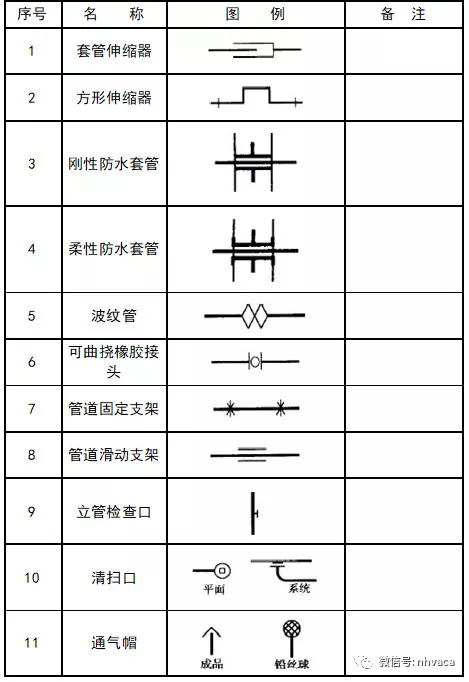 序号 名 称 图 例 备 注
1 套管伸缩器
2 方形伸缩器
3 刚性防水套管
4 柔性防水套管
5 波纹管
6 可曲挠橡胶接
头
7 管道固定支架
8 管道滑动支架
9 立管检查口
10 清扫口 平面 系统
11 通气帽 成品 铅丝球
微信号: nhvaca